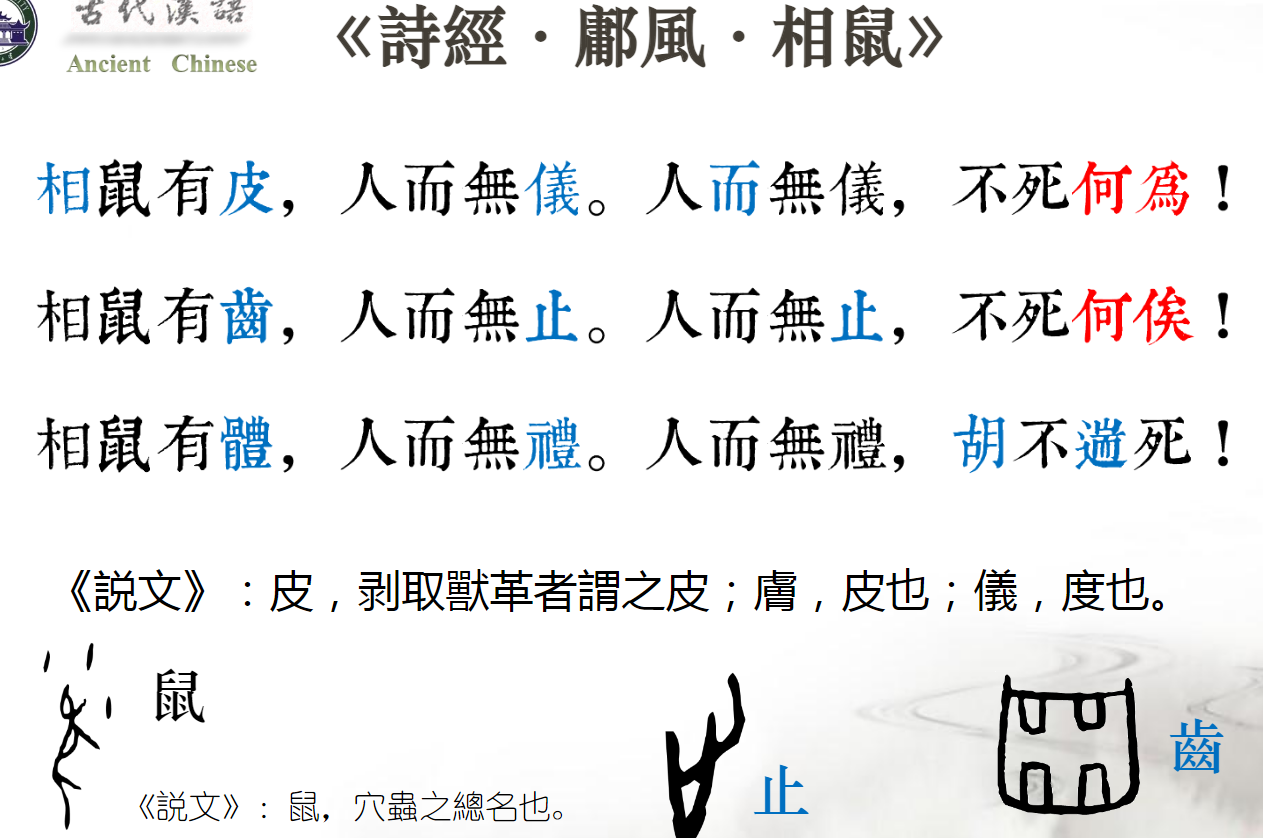 古代漢語
Ancient Chinese
《詩經·鄘風·相鼠》
相鼠有皮，人而無儀。人而無儀，不死何爲！
相鼠有齒，人而無止。人而無止，不死何俟！
相鼠有體，人而無禮。人而無禮，胡不遄死！
《説文》：皮，剥取獸革者謂之皮；膚，皮也；儀，度也。
鼠
止
齒
《説文》：鼠，穴蟲之總名也。